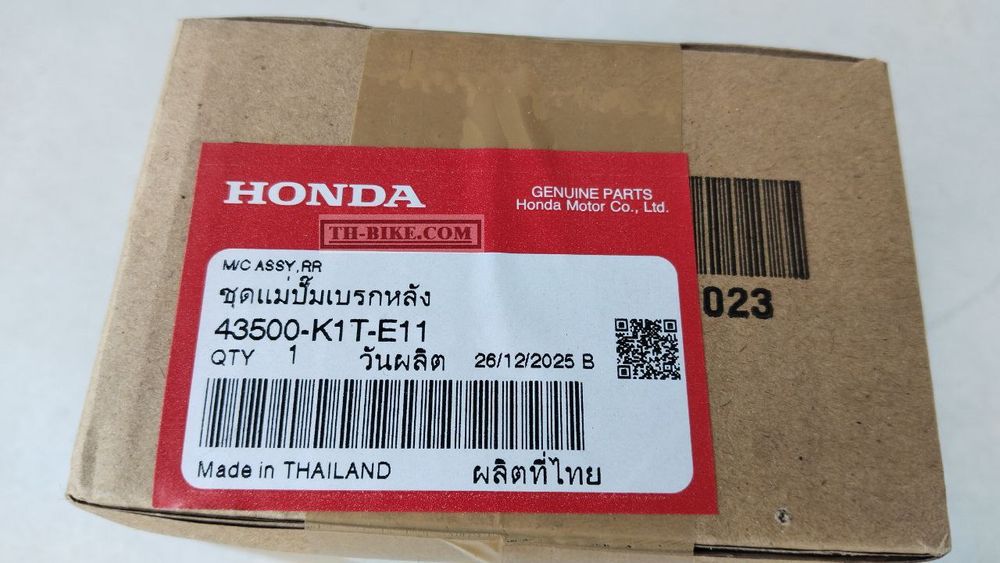 HONDA
GENUINE PARTS
Honda Motor Co., Ltd.
TH-BIKE.COM
M/C ASSY,RR
ชุดแม่ปั๊มเบรกหลัง
43500-K1T-E11
QTY 1 วันผลิต 26/12/2025 B
023
Made in THAILAND ผลิตที่ไทย